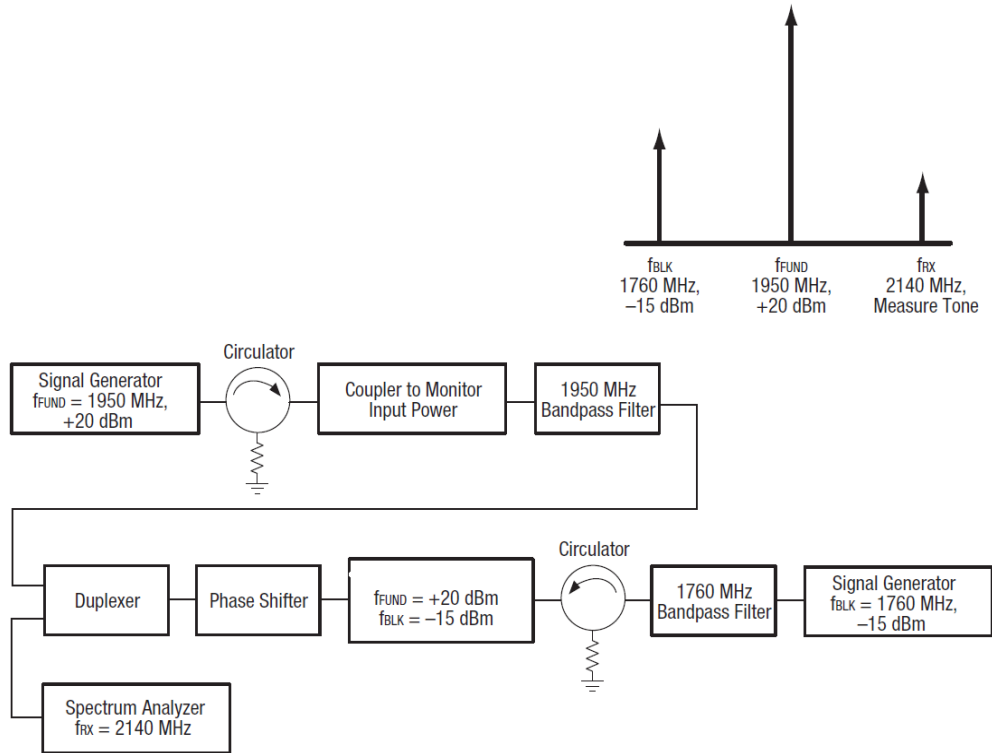 fBLK
1760 MHz,
–15 dBm
fFUND
1950 MHz,
+20 dBm
fRX
2140 MHz,
Measure Tone
Signal Generator
fFUND = 1950 MHz,
+20 dBm
Circulator
Coupler to Monitor
Input Power
1950 MHz
Bandpass Filter
Duplexer
Phase Shifter
fFUND = +20 dBm
fBLK = –15 dBm
Circulator
1760 MHz
Bandpass Filter
Signal Generator
fBLK = 1760 MHz,
–15 dBm
Spectrum Analyzer
fRX = 2140 MHz